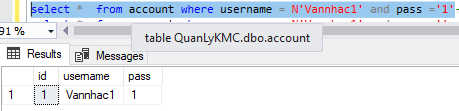 select *  from account where username = N'Vannhac1' and pass ='1'
91 %
table QuanLyKMC.dbo.account
Results
Messages
id username pass
1 1 Vannhac1 1